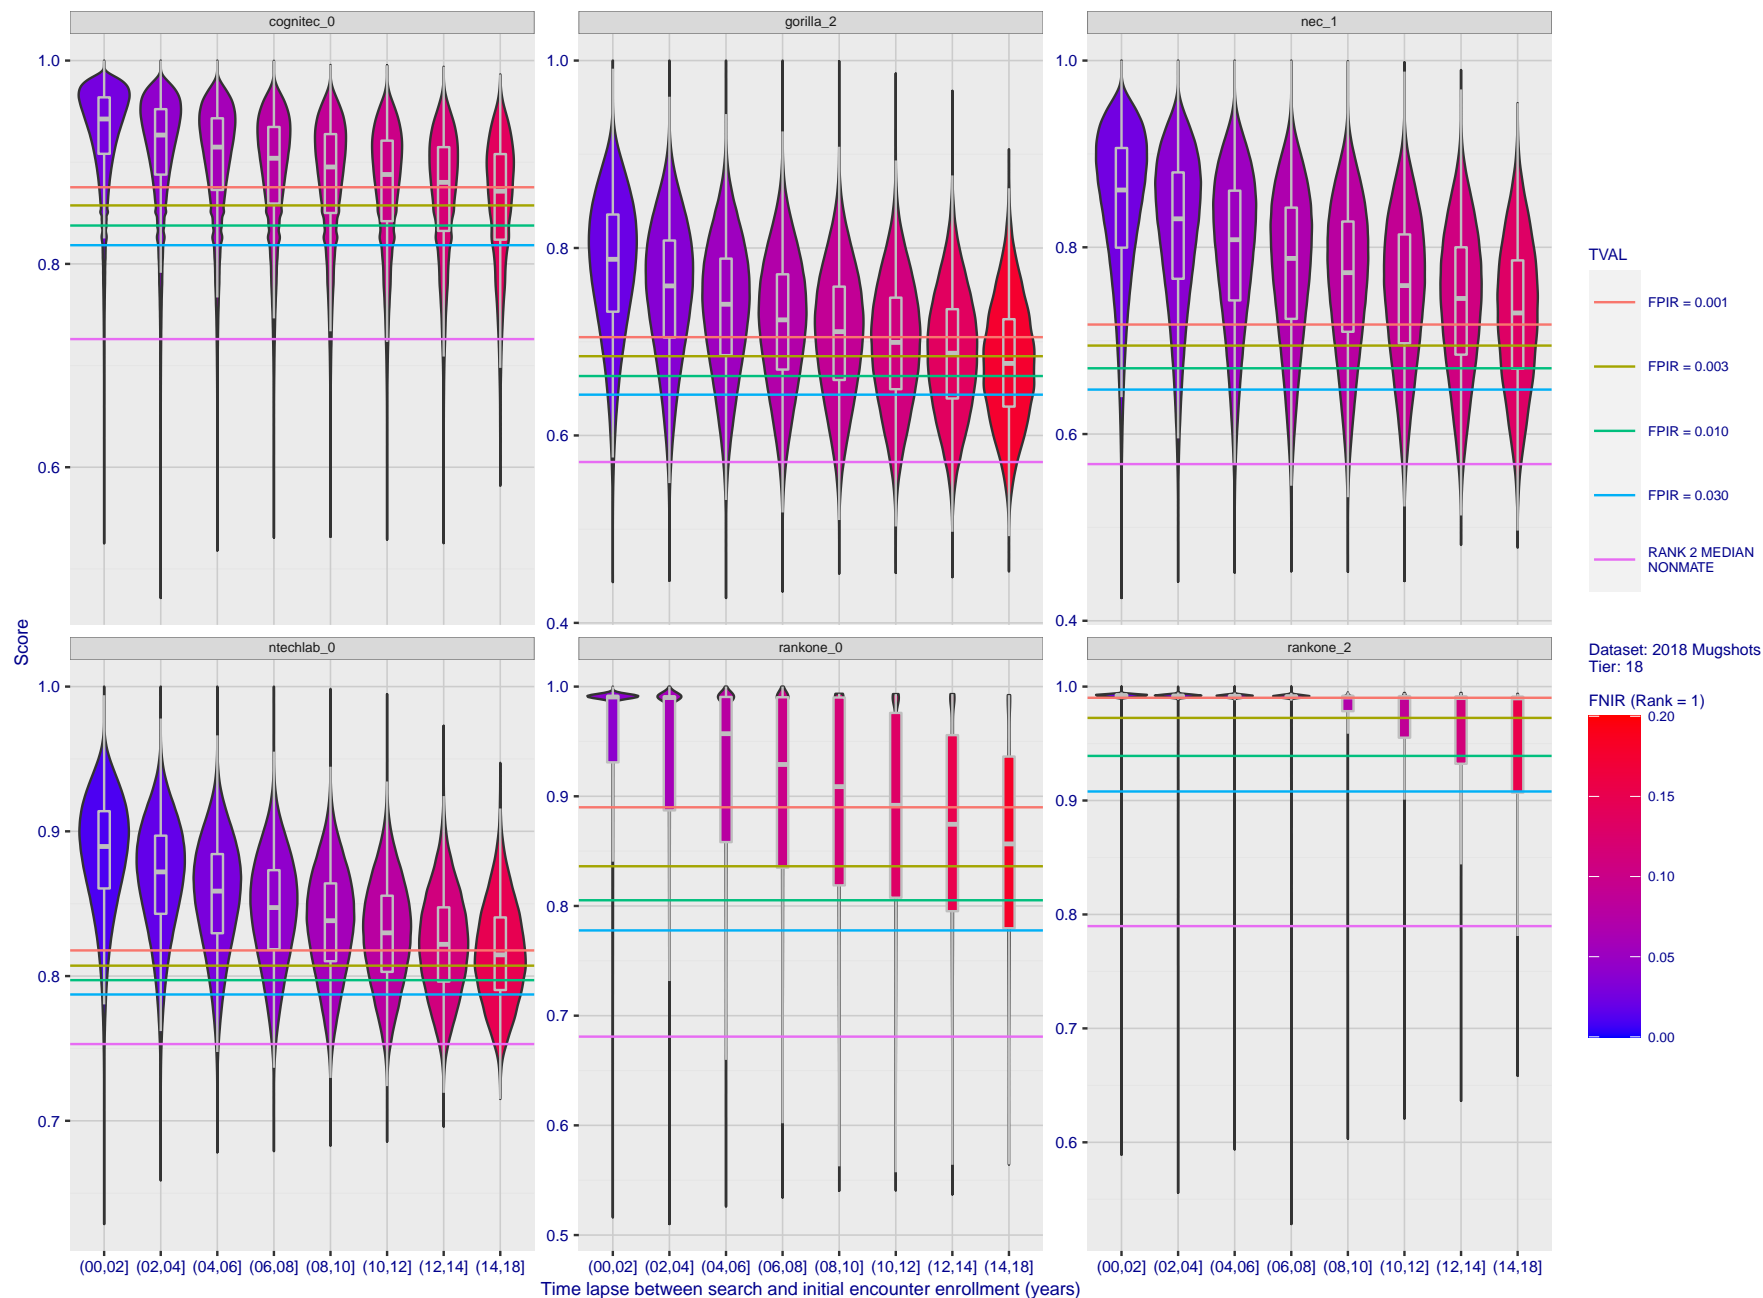 cognitec_0
gorilla_2
nec_1
1.0
0.8
0.6
1.0
0.8
0.6
0.4
1.0
0.8
0.6
0.4
Score
ntechlab_0
rankone_0
rankone_2
1.0
0.9
0.8
0.7
1.0
0.9
0.8
0.7
0.6
0.5
1.0
0.9
0.8
0.7
0.6
(00,02] (02,04] (04,06] (06,08] (08,10] (10,12] (12,14] (14,18]
(00,02] (02,04] (04,06] (06,08] (08,10] (10,12] (12,14] (14,18]
(00,02] (02,04] (04,06] (06,08] (08,10] (10,12] (12,14] (14,18]
Time lapse between search and initial encounter enrollment (years)
TVAL
FPIR = 0.001
FPIR = 0.003
FPIR = 0.010
FPIR = 0.030
RANK 2 MEDIAN
NONMATE
Dataset: 2018 Mugshots
Tier: 18
FNIR (Rank = 1)
0.20
0.15
0.10
0.05
0.00